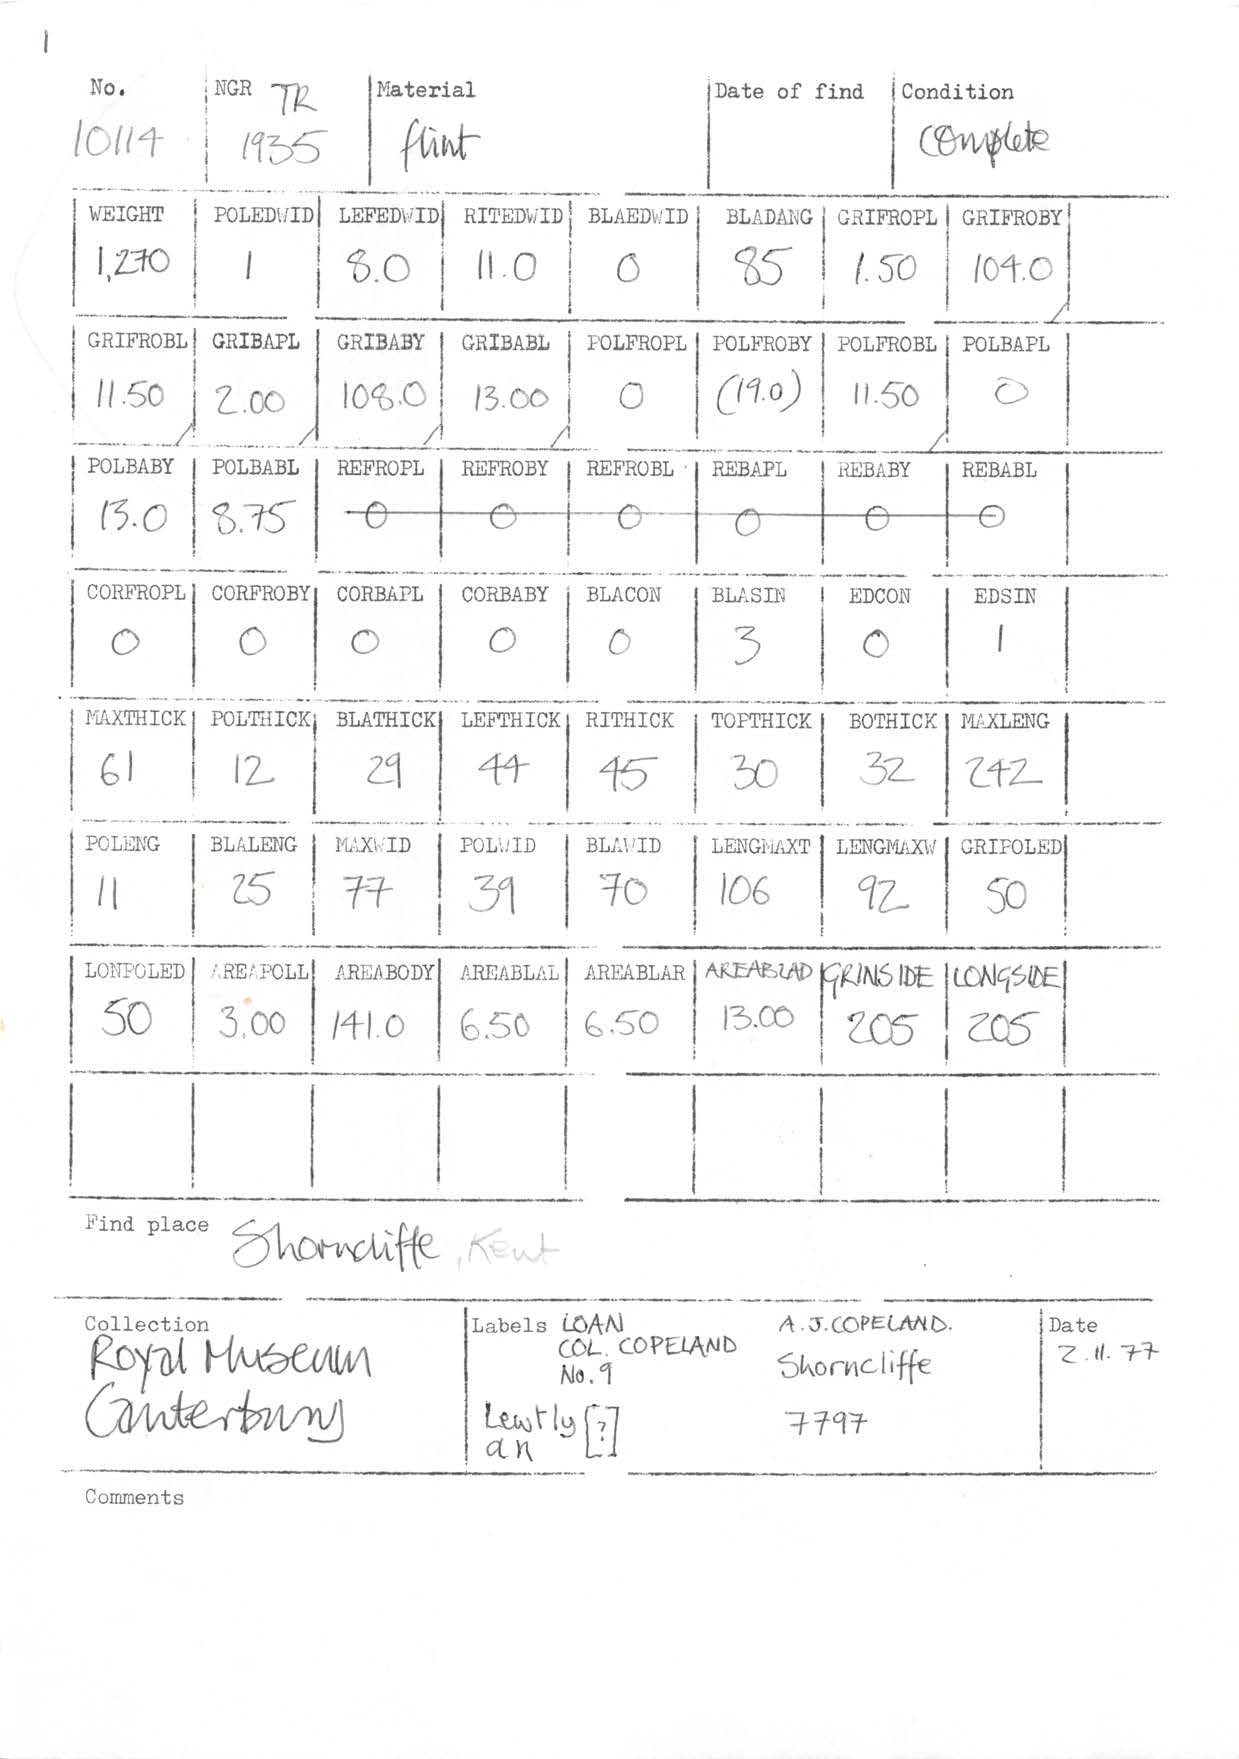 1
No. NGR TR Material Date of find Condition
10114 1935 flint complete
WEIGHT POLEDWID LEFEDWID RITEDWID BLAEDWID BLADANG GRIFROPL GRIFROBY
1,270 1 8.0 11.0 0 85 1.50 104.0
GRIFROBL GRIBAPL GRIBABY GRIBABL POLFROPL POLFROBY POLFROBL POLBAPL
11.50 2.00 108.0 13.00 0 (19.0) 11.50 0
POLBABY POLBABL REFROPL REFROBY REFROBL REBAPL REBABY REBABL
13.0 8.75 0 0 0 0 0 0
CORFROPL CORFROBY CORBAPL CORBABY BLACON BLASIN EDCON EDSIN
0 0 0 0 0 3 0 1
MAXTHICK POLTHICK BLATHICK LEFTHICK RITHICK TOPTHICK BOTHICK MAXLENG
61 12 29 44 45 30 32 242
POLENG BLALENG MAXWID POLWID BLAWID LENGMAXT LENGMAXW GRIPOLED
11 25 77 39 70 106 92 50
LONPOLED AREAPOLL AREABODY AREABLAL AREABLAR AREABLAD GRINSIDE LONGSIDE
50 3.00 141.0 6.50 6.50 13.00 205 205
Find place Shorncliffe, Kent
Collection Labels LOAN A.J.COPELAND. Date
Royal Museum COL. COPELAND Shorncliffe 2.11.77
No. 9
Canterbury Lewtly [?] 7797
an
Comments